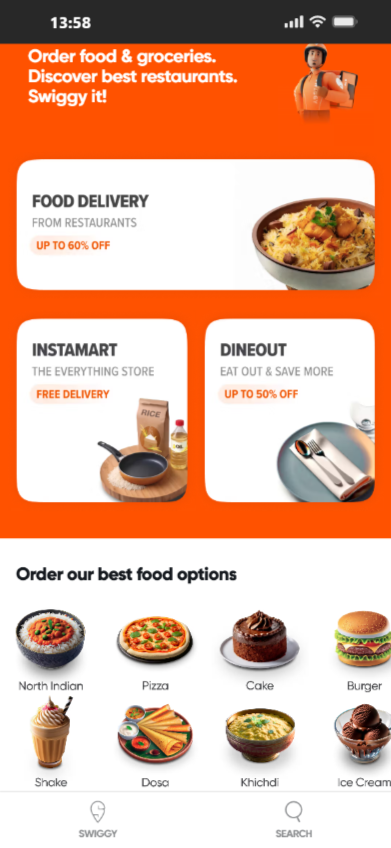 13:58
Order food & groceries.
Discover best restaurants.
Swiggy it!
FOOD DELIVERY
FROM RESTAURANTS
UP TO 60% OFF
INSTAMART
THE EVERYTHING STORE
FREE DELIVERY
RICE
DINEOUT
EAT OUT & SAVE MORE
UP TO 50% OFF
Order our best food options
North Indian
Pizza
Cake
Burger
Shake
Dosa
Khichdi
Ice Cream
SWIGGY
SEARCH